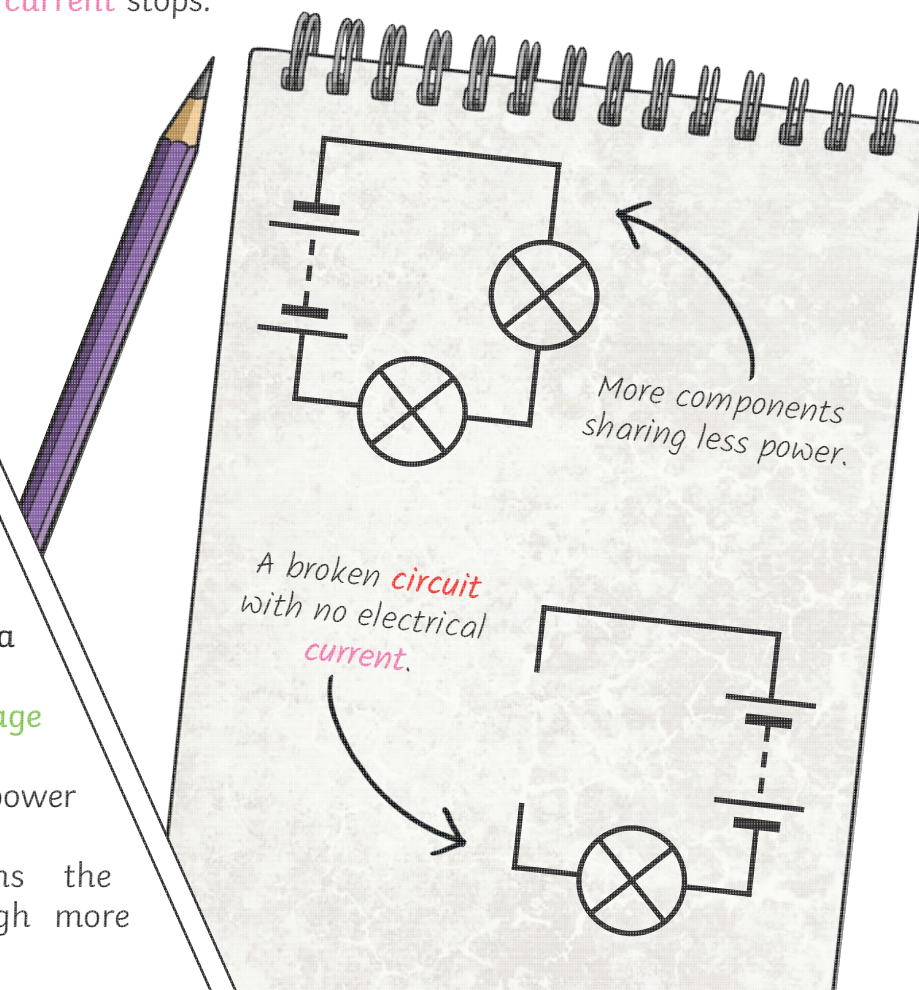 current stops.
More components
sharing less power.
A broken circuit
with no electrical
current.
a
age
power
ns the
gh more